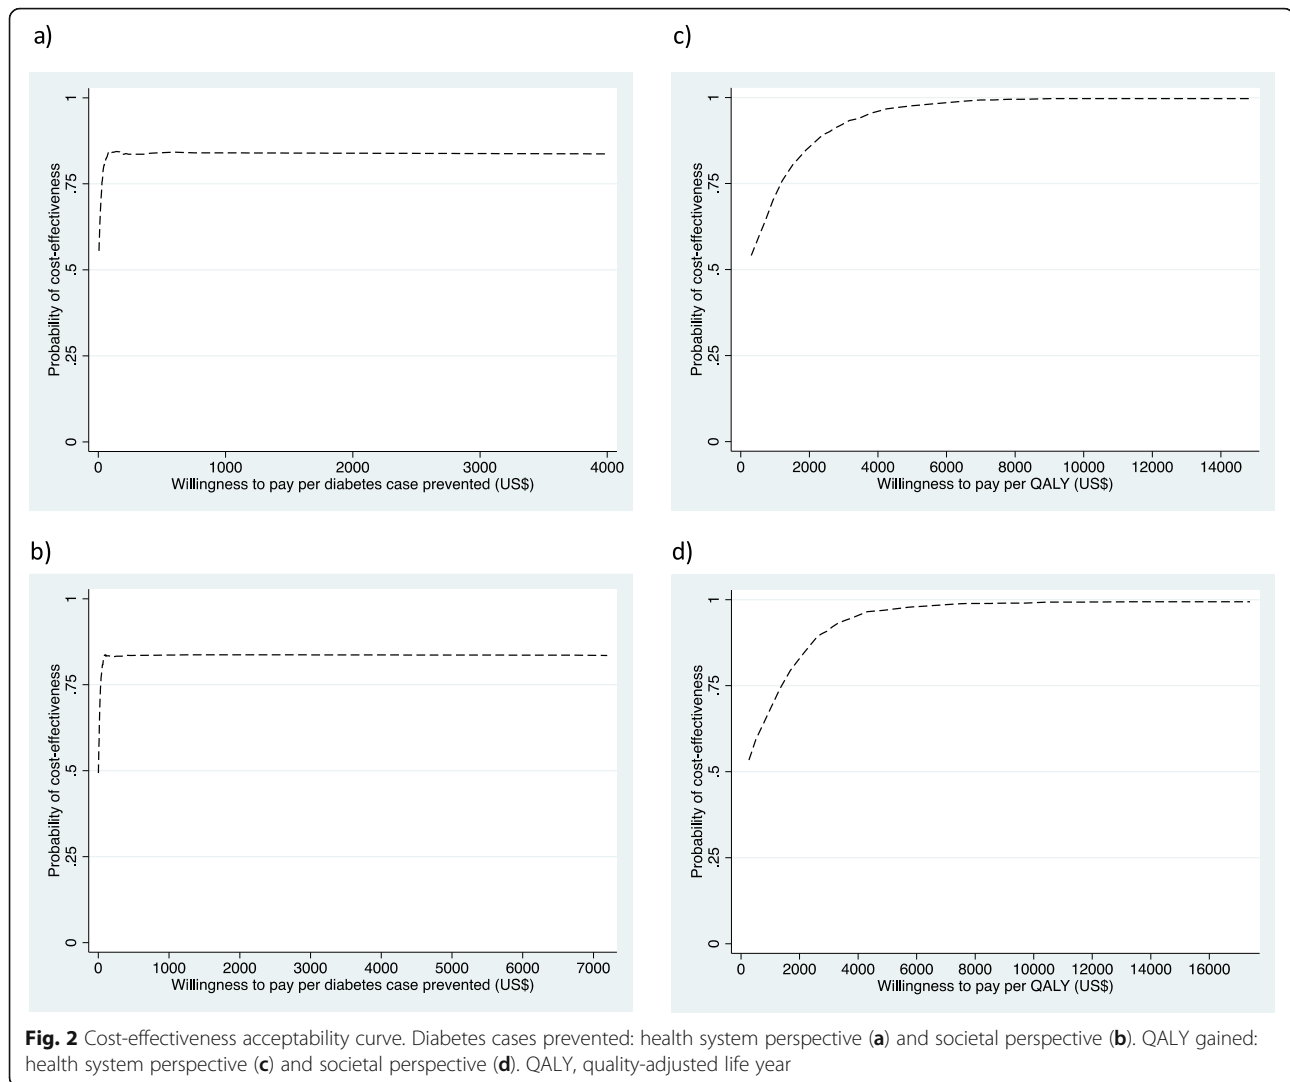 a)
Probability of cost-effectiveness
1
.75
.5
.25
0
0 1000 2000 3000 4000
Willingness to pay per diabetes case prevented (US$)
c)
Probability of cost-effectiveness
1
.75
.5
.25
0
0 2000 4000 6000 8000 10000 12000 14000
Willingness to pay per QALY (US$)
b)
Probability of cost-effectiveness
1
.75
.5
.25
0
0 1000 2000 3000 4000 5000 6000 7000
Willingness to pay per diabetes case prevented (US$)
d)
Probability of cost-effectiveness
1
.75
.5
.25
0
0 2000 4000 6000 8000 10000 12000 14000 16000
Willingness to pay per QALY (US$)
Fig. 2 Cost-effectiveness acceptability curve. Diabetes cases prevented: health system perspective (a) and societal perspective (b). QALY gained:
health system perspective (c) and societal perspective (d). QALY, quality-adjusted life year